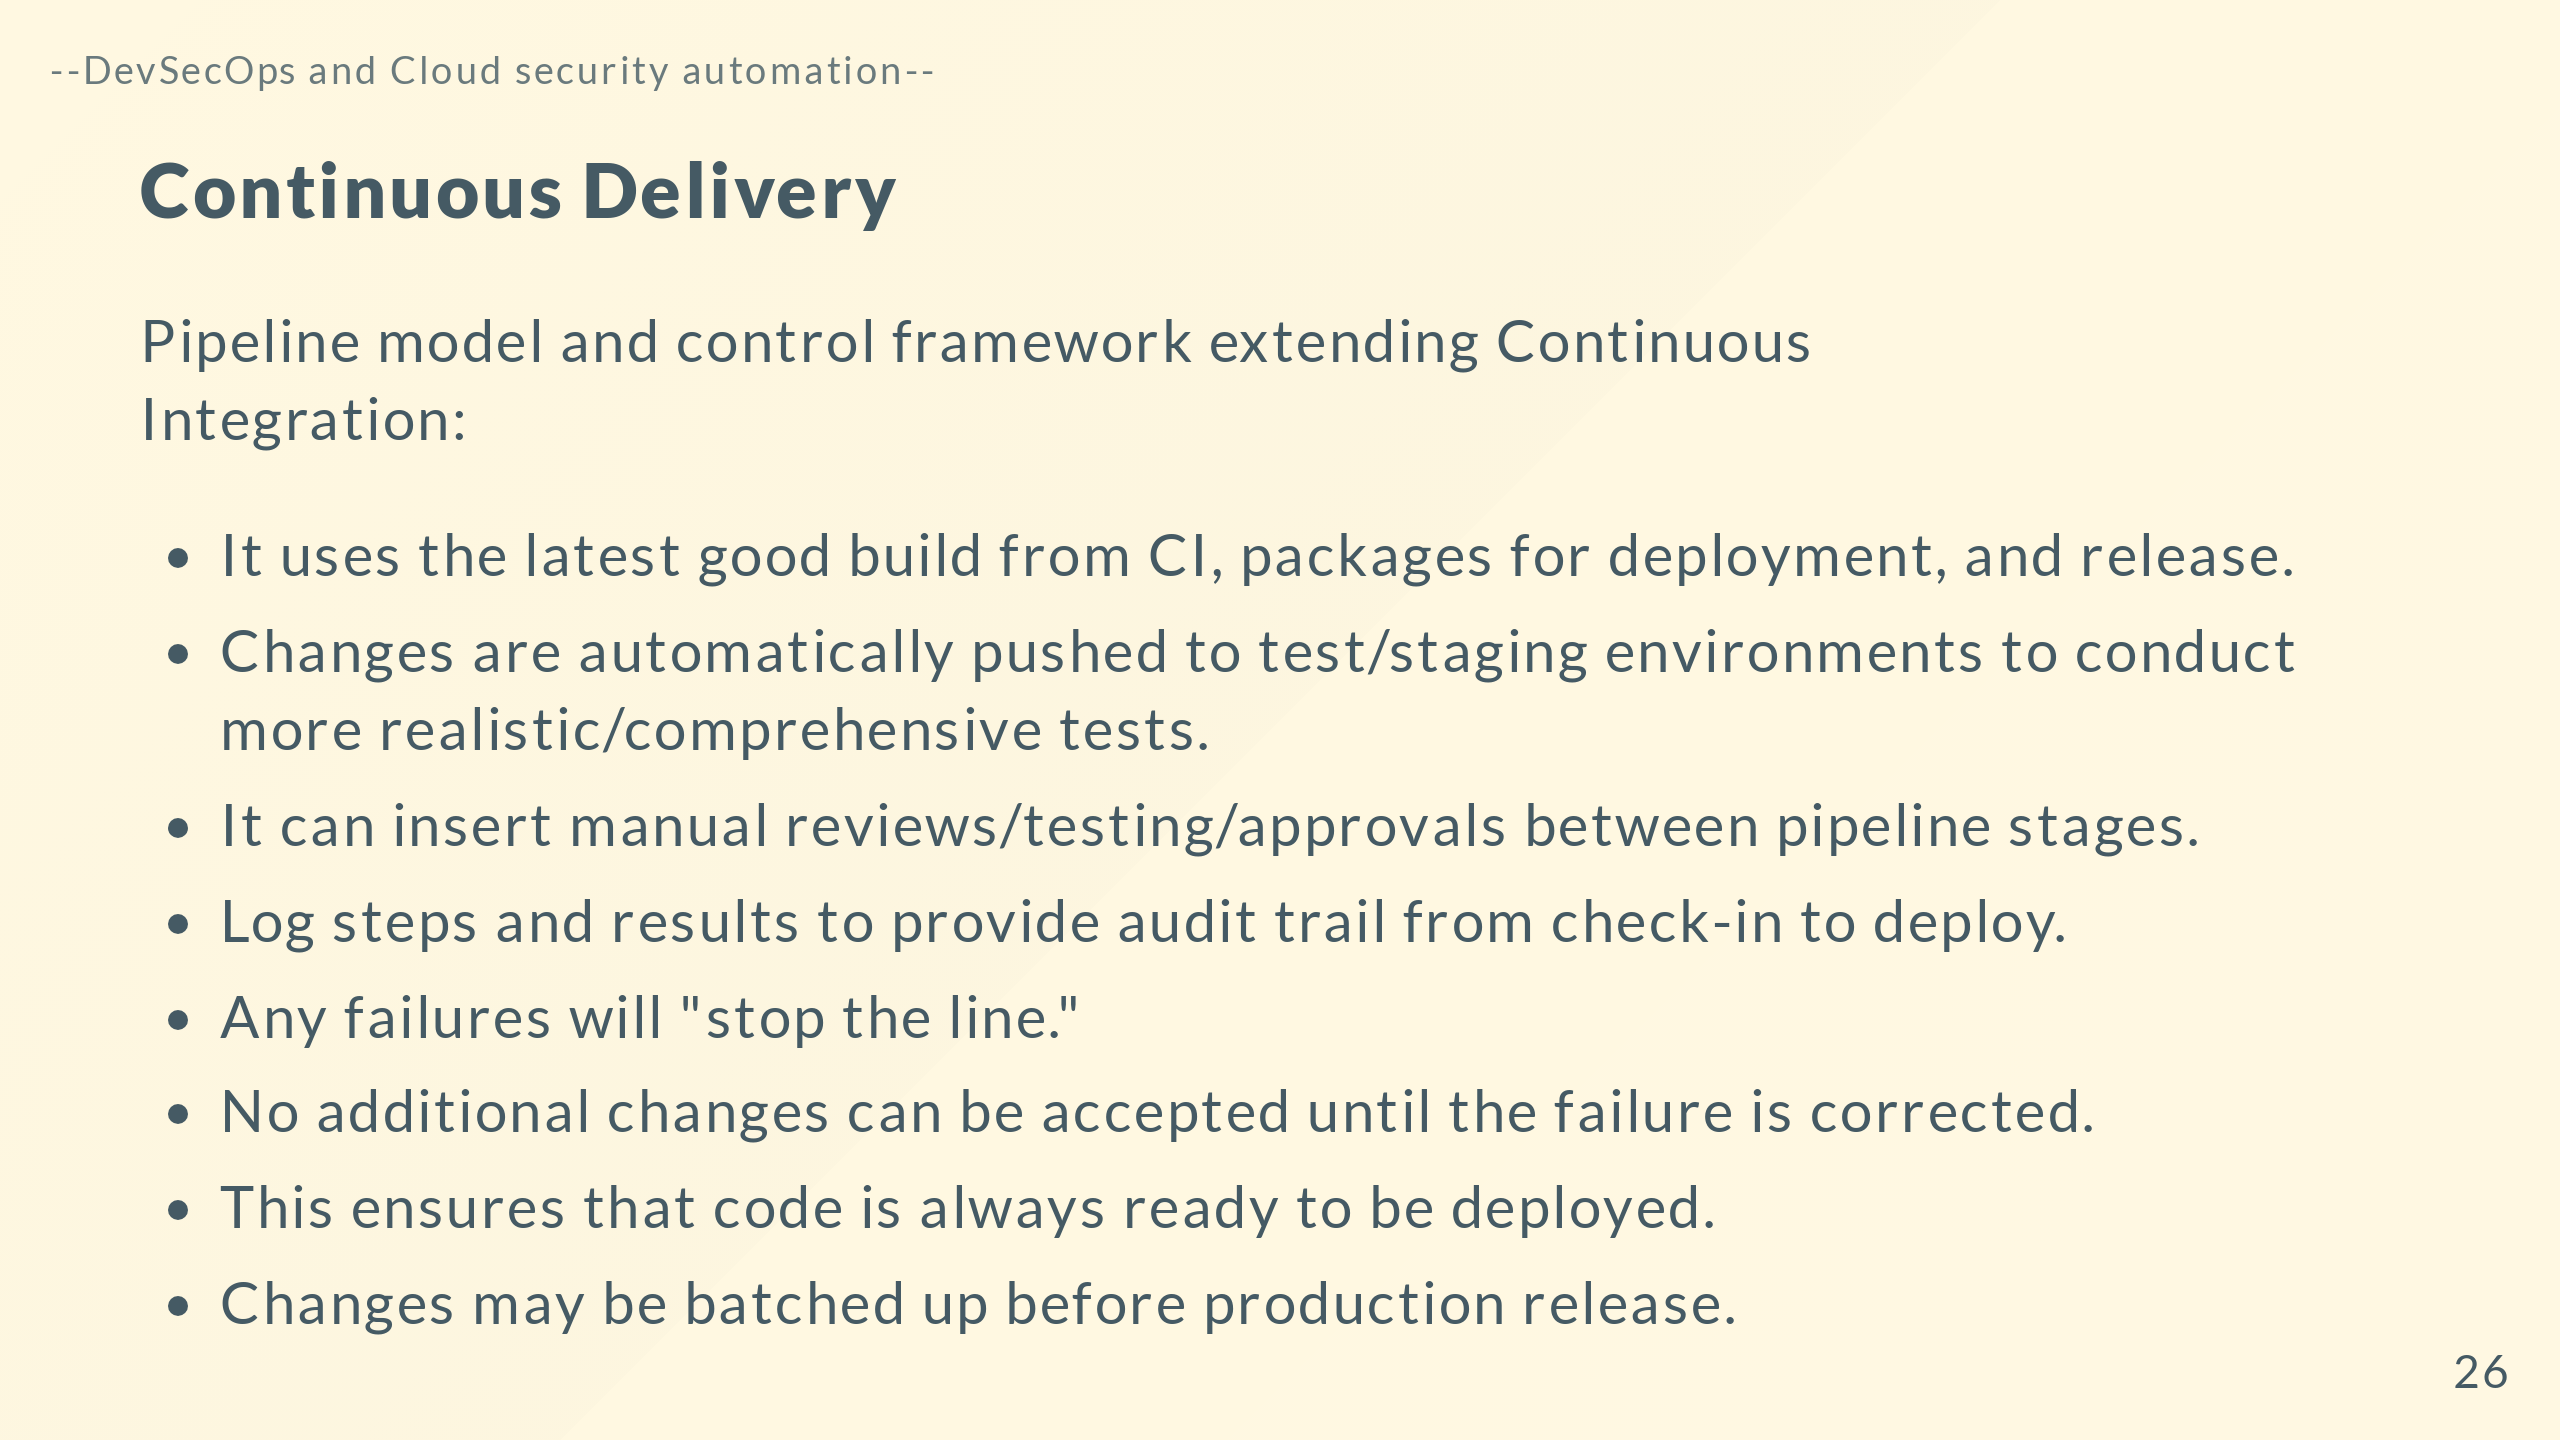 --DevSecOps and Cloud security automation--
Continuous Delivery
Pipeline model and control framework extending Continuous
Integration:
• It uses the latest good build from CI, packages for deployment, and release.
• Changes are automatically pushed to test/staging environments to conduct
more realistic/comprehensive tests.
• It can insert manual reviews/testing/approvals between pipeline stages.
• Log steps and results to provide audit trail from check-in to deploy.
• Any failures will "stop the line."
• No additional changes can be accepted until the failure is corrected.
• This ensures that code is always ready to be deployed.
• Changes may be batched up before production release.
26